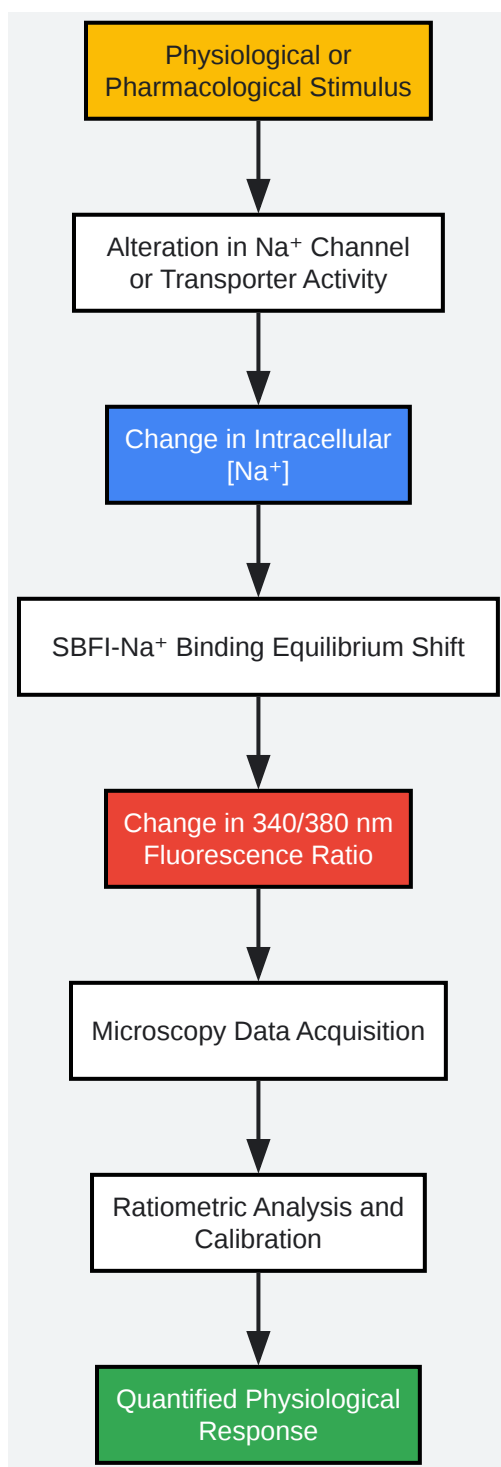 Physiological or
Pharmacological Stimulus
Alteration in Na⁺ Channel
or Transporter Activity
Change in Intracellular
[Na⁺]
SBFI-Na⁺ Binding Equilibrium Shift
Change in 340/380 nm
Fluorescence Ratio
Microscopy Data Acquisition
Ratiometric Analysis and
Calibration
Quantified Physiological
Response